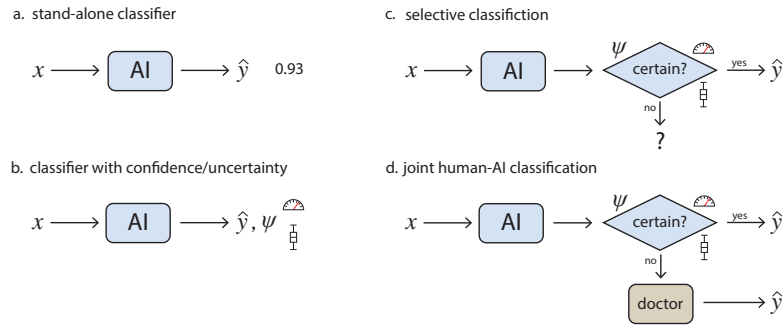 a. stand-alone classifier
x AI ŷ 0.93
b. classifier with confidence/uncertainty
x AI ŷ, ψ
c. selective classifiction
x AI ψ certain? yes ŷ
no
?
d. joint human-AI classification
x AI ψ certain? yes ŷ
no
doctor ŷ